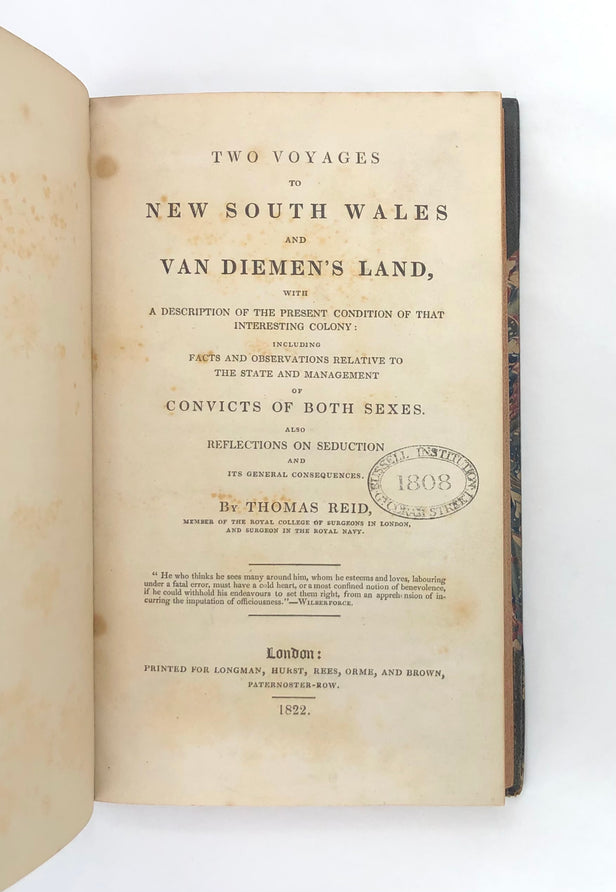 TWO VOYAGES
TO
NEW SOUTH WALES
AND
VAN DIEMEN'S LAND,
WITH
A DESCRIPTION OF THE PRESENT CONDITION OF THAT
INTERESTING COLONY:
INCLUDING
FACTS AND OBSERVATIONS RELATIVE TO
THE STATE AND MANAGEMENT
OF
CONVICTS OF BOTH SEXES.
ALSO
REFLECTIONS ON SEDUCTION
AND
ITS GENERAL CONSEQUENCES.
RUSSELL INSTITUTION
1808
CORAM STREET
BY THOMAS REID,
MEMBER OF THE ROYAL COLLEGE OF SURGEONS IN LONDON,
AND SURGEON IN THE ROYAL NAVY.
" He who thinks he sees many around him, whom he esteems and loves, labouring
under a fatal error, must have a cold heart, or a most confined notion of benevolence,
if he could withhold his endeavours to set them right, from an apprehension of in-
curring the imputation of officiousness."—WILBERFORCE.
London:
PRINTED FOR LONGMAN, HURST, REES, ORME, AND BROWN,
PATERNOSTER-ROW.
1822.